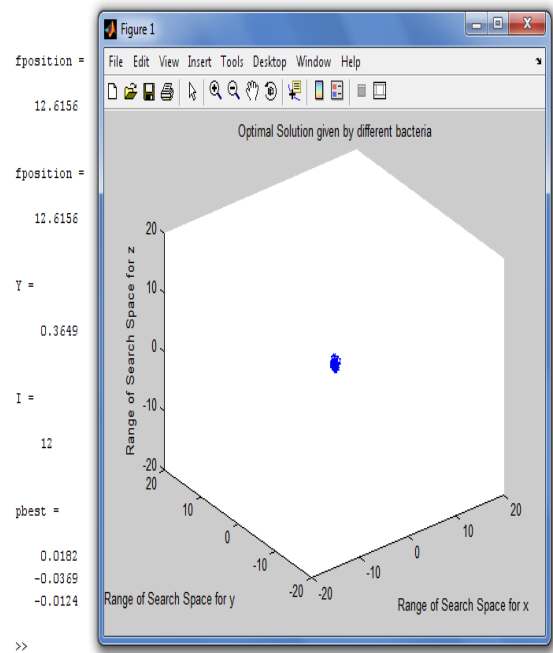 fposition =
12.6156
fposition =
12.6156
Y =
0.3649
I =
12
pbest =
0.0182
-0.0369
-0.0124
>>
Figure 1
File Edit View Insert Tools Desktop Window Help
Optimal Solution given by different bacteria
Range of Search Space for z
20
10
0
-10
-20
20
10
0
-10
-20
Range of Search Space for y
-20
-10
0
10
20
Range of Search Space for x